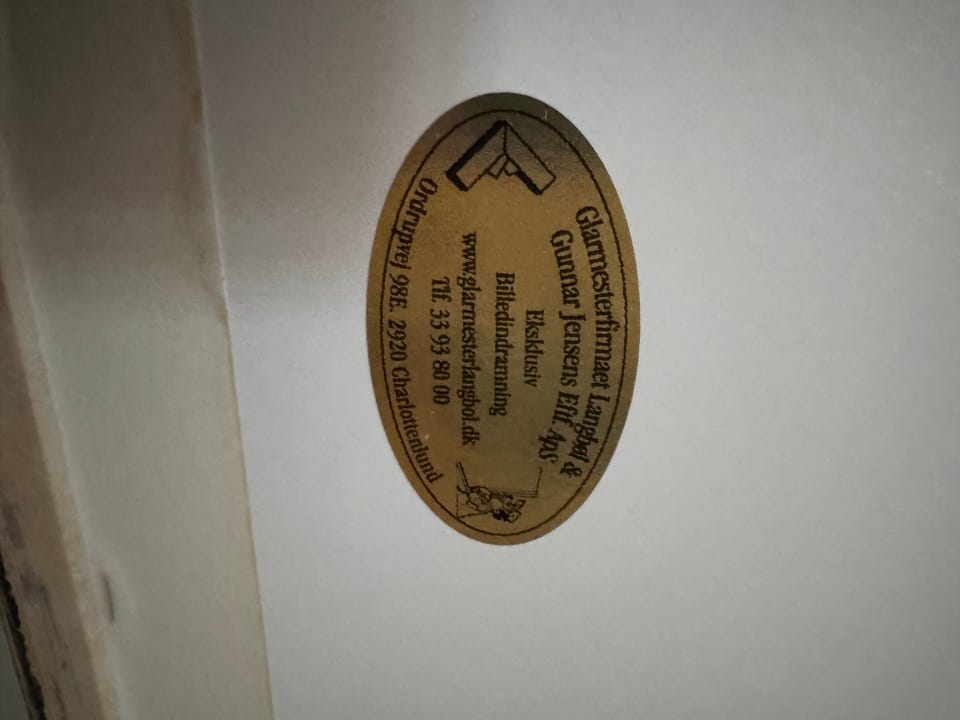 Glarmesterfirmaet Langbøl &
Gunnar Jensens Eftf. ApS
Eksklusiv
Billedindramning
www.glarmesterlangbol.dk
Tlf. 33 93 80 00
Ordrupvej 98E. 2920 Charlottenlund